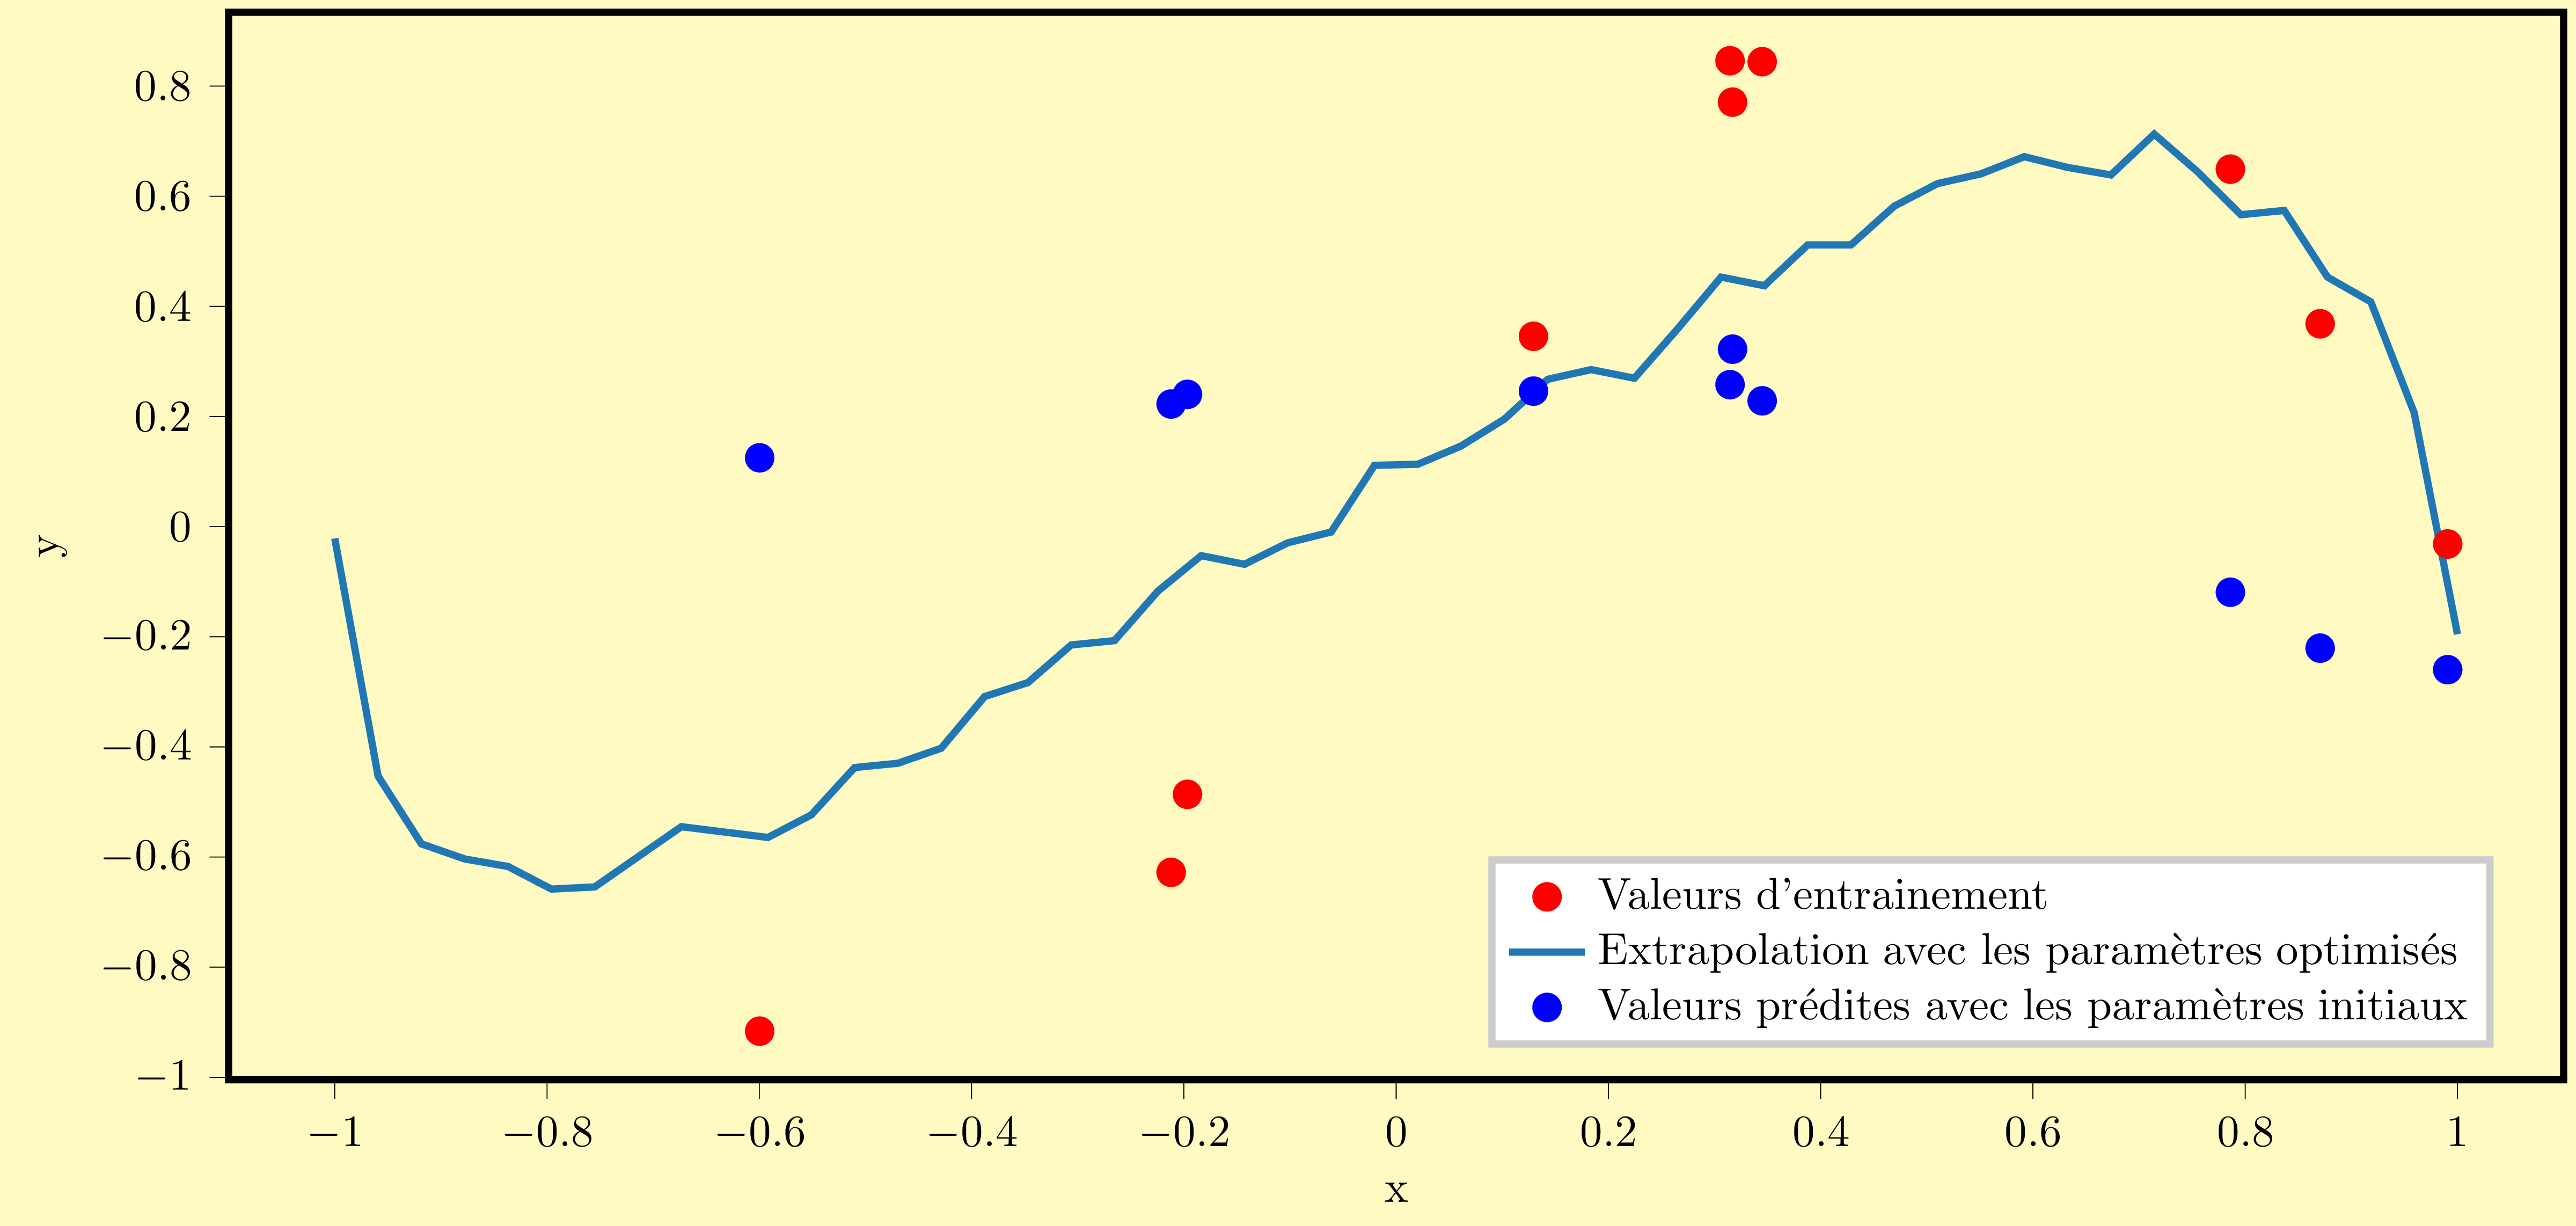 0.8
0.6
0.4
0.2
0
−0.2
−0.4
−0.6
−0.8
−1
y
Valeurs d'entrainement
Extrapolation avec les paramètres optimisés
Valeurs prédites avec les paramètres initiaux
−1 −0.8 −0.6 −0.4 −0.2 0 0.2 0.4 0.6 0.8 1
x